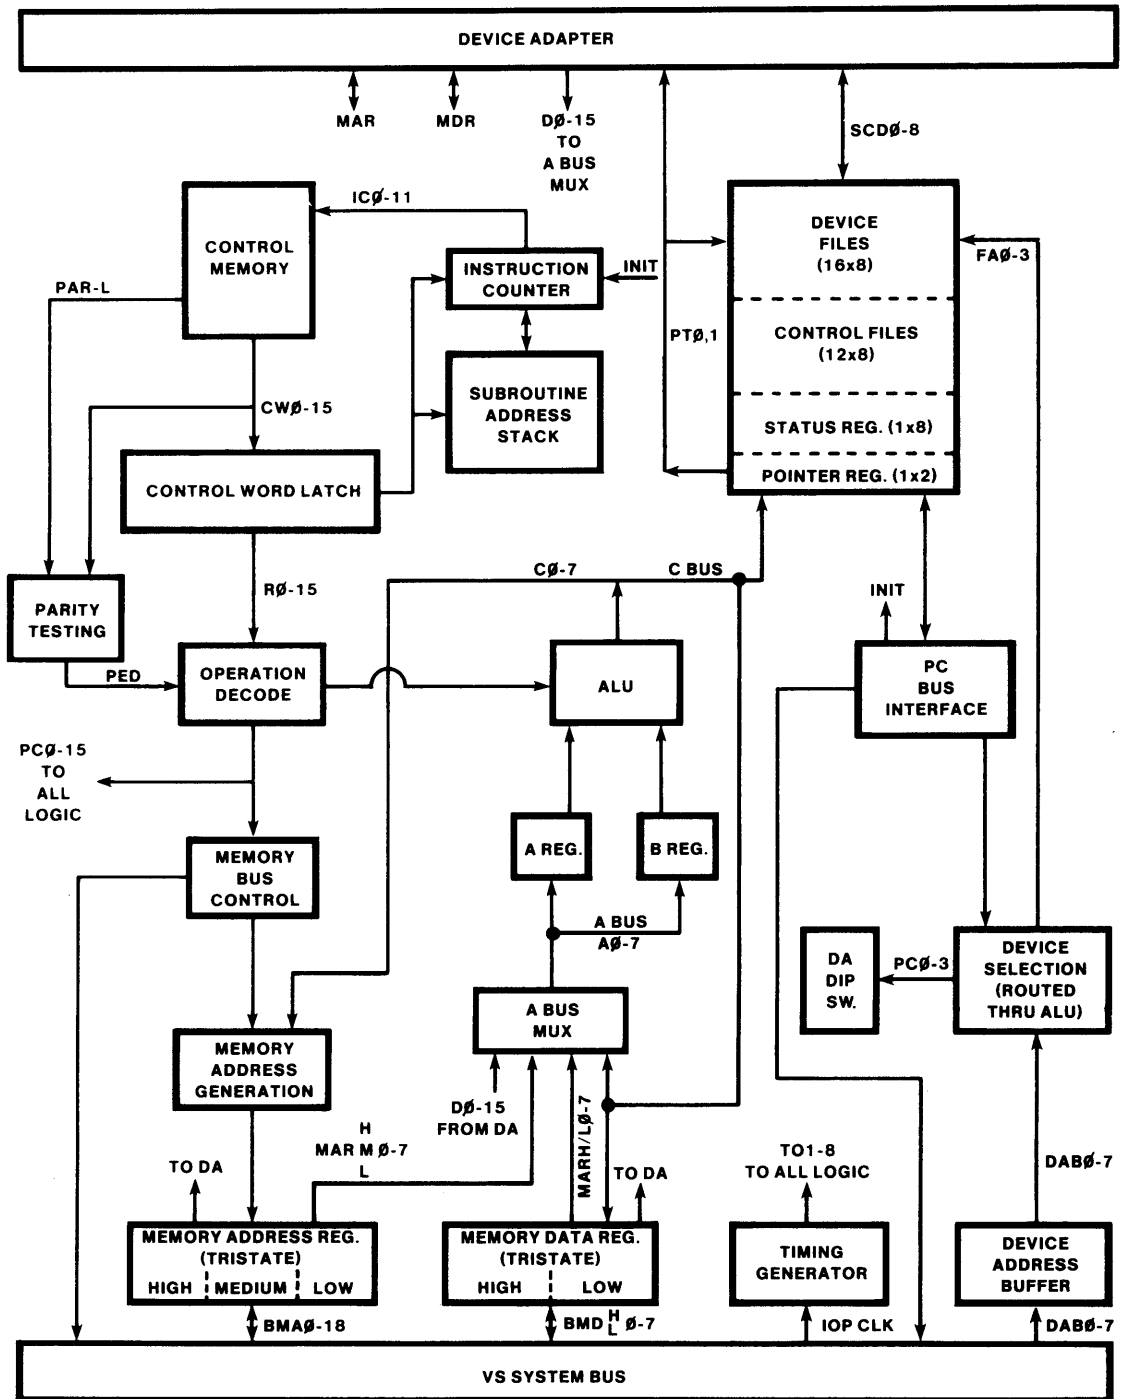 DEVICE ADAPTER
MAR
MDR
DØ-15
TO
A BUS
MUX
SCDØ-8
ICØ-11
CONTROL
MEMORY
DEVICE
FILES
(16x8)
FAØ-3
INSTRUCTION
COUNTER
INIT
PAR-L
PTØ,1
CONTROL FILES
(12x8)
SUBROUTINE
ADDRESS
STACK
CWØ-15
STATUS REG. (1x8)
POINTER REG. (1x2)
CONTROL WORD LATCH
CØ-7
C BUS
RØ-15
INIT
PARITY
TESTING
PED
OPERATION
DECODE
ALU
PC
BUS
INTERFACE
PCØ-15
TO
ALL
LOGIC
MEMORY
BUS
CONTROL
A REG.
B REG.
A BUS
AØ-7
DA
DIP
SW.
PCØ-3
DEVICE
SELECTION
(ROUTED
THRU ALU)
A BUS
MUX
MEMORY
ADDRESS
GENERATION
DØ-15
FROM DA
H
MAR M Ø-7
L
MARH/LØ-7
TO DA
TO DA
TO1-8
TO ALL LOGIC
DABØ-7
MEMORY ADDRESS REG.
(TRISTATE)
HIGH MEDIUM LOW
MEMORY DATA REG.
(TRISTATE)
HIGH LOW
TIMING
GENERATOR
DEVICE
ADDRESS
BUFFER
BMAØ-18
BMD H Ø-7
L
IOP CLK
DABØ-7
VS SYSTEM BUS